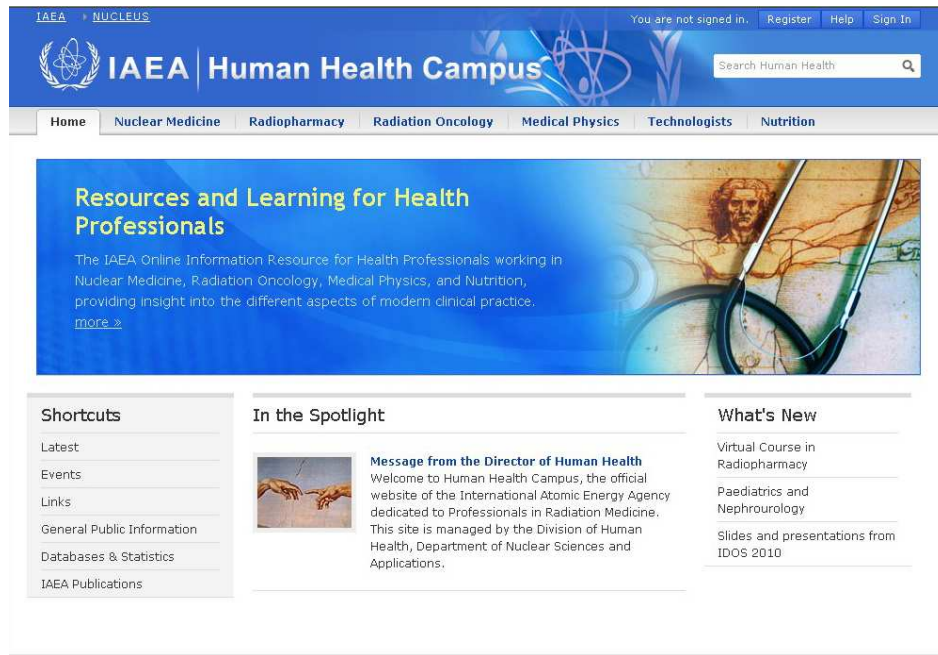 IAEA NUCLEUS
You are not signed in. Register Help Sign In
IAEA Human Health Campus
Search Human Health
Home Nuclear Medicine Radiopharmacy Radiation Oncology Medical Physics Technologists Nutrition
Resources and Learning for Health
Professionals
The IAEA Online Information Resource for Health Professionals working in
Nuclear Medicine, Radiation Oncology, Medical Physics, and Nutrition,
providing insight into the different aspects of modern clinical practice.
more »
Shortcuts
Latest
Events
Links
General Public Information
Databases & Statistics
IAEA Publications
In the Spotlight
Message from the Director of Human Health
Welcome to Human Health Campus, the official
website of the International Atomic Energy Agency
dedicated to Professionals in Radiation Medicine.
This site is managed by the Division of Human
Health, Department of Nuclear Sciences and
Applications.
What's New
Virtual Course in
Radiopharmacy
Paediatrics and
Nephrourology
Slides and presentations from
IDOS 2010